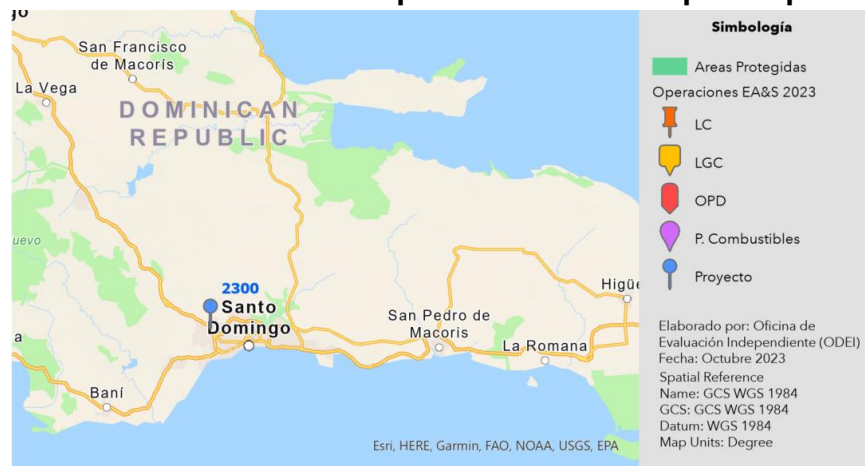 San Francisco
de Macorís
La Vega
DOMINICAN
REPUBLIC
2300
Santo
Domingo
San Pedro de
Macoris
La Romana
Baní
Esri, HERE, Garmin, FAO, NOAA, USGS, EPA
Simbología
Areas Protegidas
Operaciones EA&S 2023
LC
LGC
OPD
P. Combustibles
Proyecto
Elaborado por: Oficina de
Evaluación Independiente (ODEI)
Fecha: Octubre 2023
Spatial Reference
Name: GCS WGS 1984
GCS: GCS WGS 1984
Datum: WGS 1984
Map Units: Degree